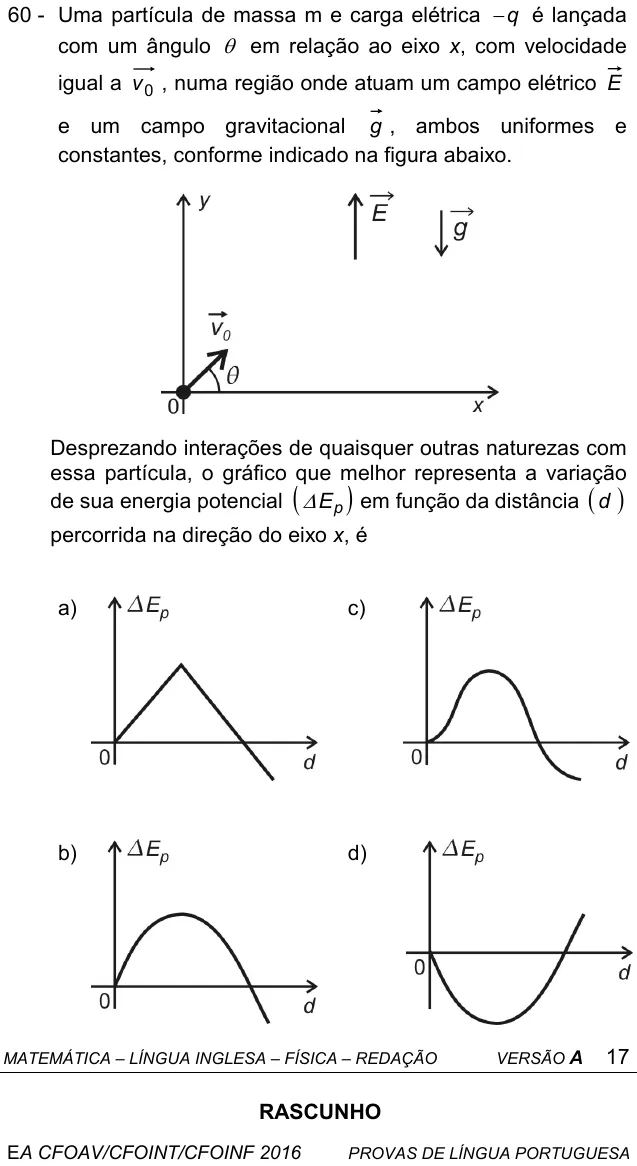 60 - Uma partícula de massa m e carga elétrica −q é lançada
com um ângulo θ em relação ao eixo x, com velocidade
igual a v₀, numa região onde atuam um campo elétrico E
e um campo gravitacional g, ambos uniformes e
constantes, conforme indicado na figura abaixo.
y
E
g
v₀
θ
0
x
Desprezando interações de quaisquer outras naturezas com
essa partícula, o gráfico que melhor representa a variação
de sua energia potencial (ΔEp) em função da distância (d)
percorrida na direção do eixo x, é
a) ΔEp
0 d
c) ΔEp
0 d
b) ΔEp
0 d
d) ΔEp
0 d
MATEMÁTICA – LÍNGUA INGLESA – FÍSICA – REDAÇÃO VERSÃO A 17
RASCUNHO
EA CFOAV/CFOINT/CFOINF 2016 PROVAS DE LÍNGUA PORTUGUESA